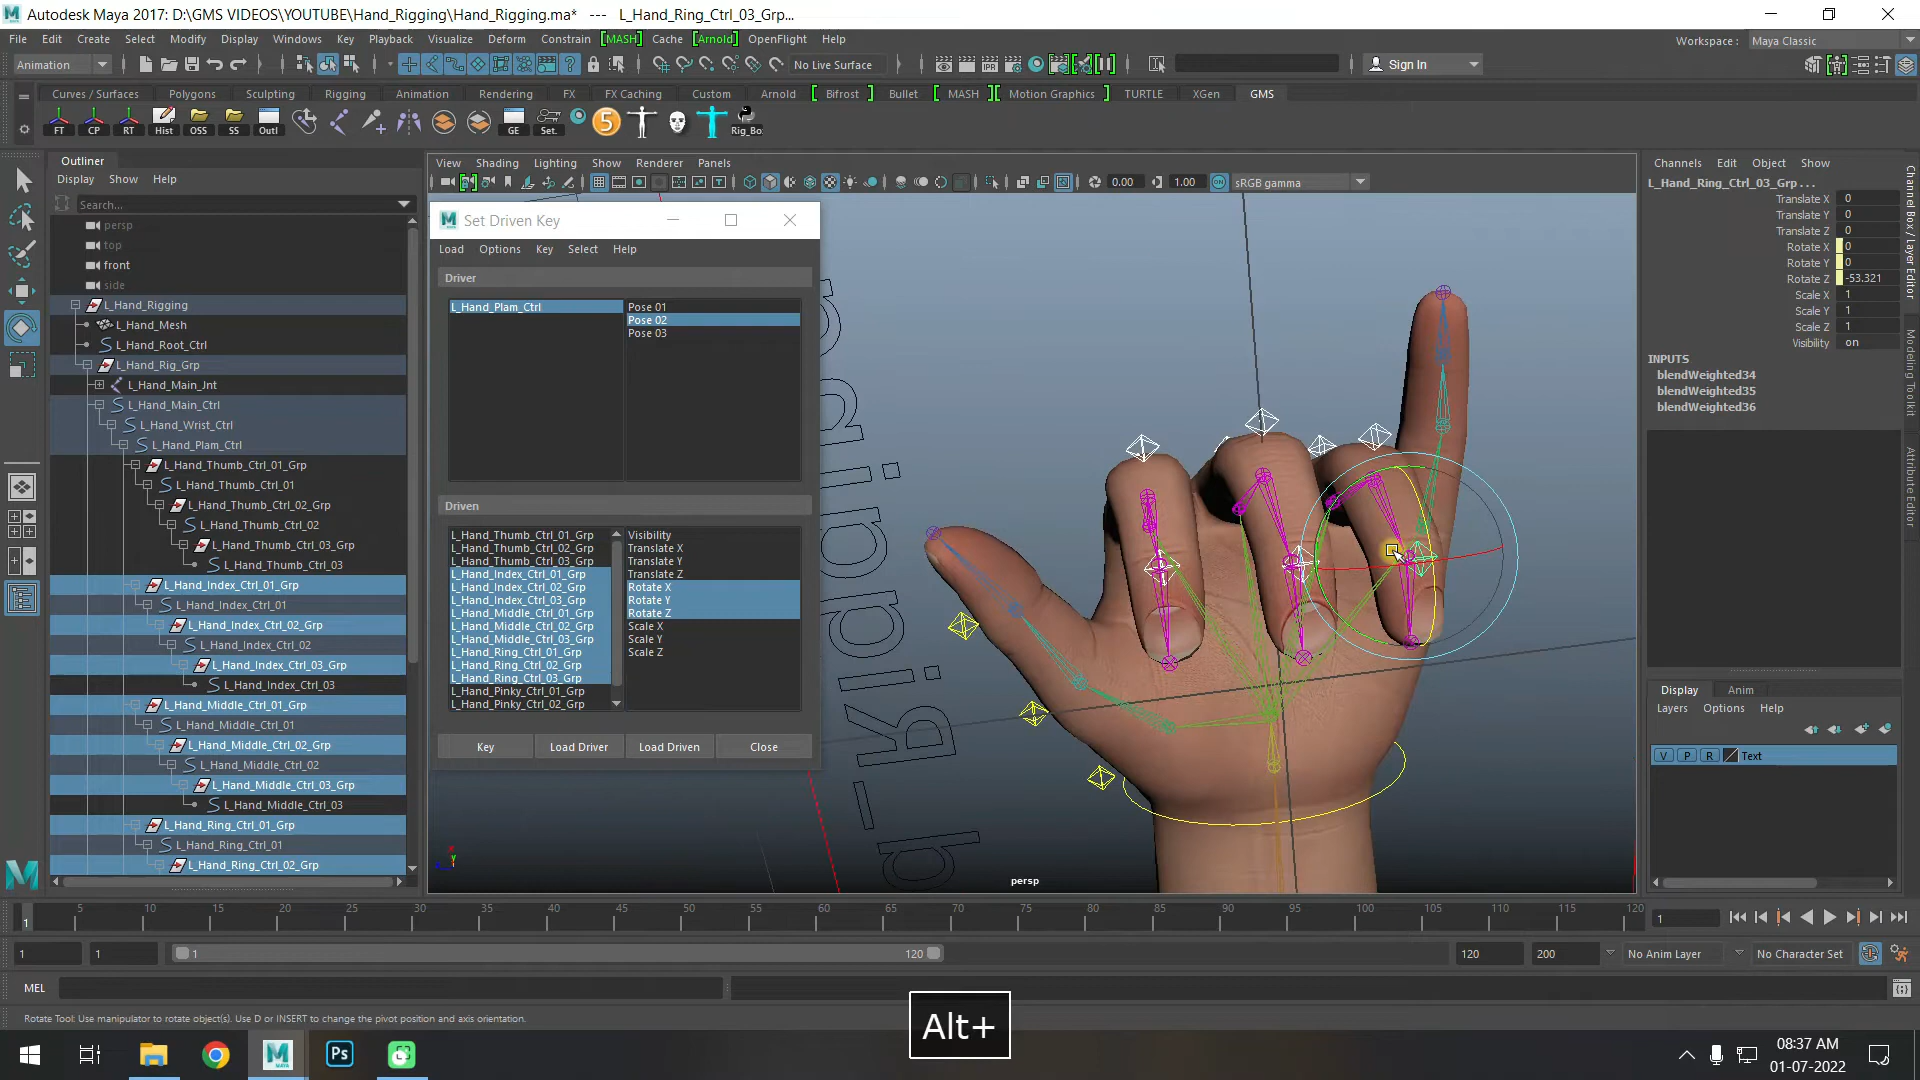 Autodesk Maya 2017: D:\GMS VIDEOS\YOUTUBE\Hand_Rigging\Hand_Rigging.ma* --- L_Hand_Ring_Ctrl_03_Grp...
File Edit Create Select Modify Display Windows Key Playback Visualize Deform Constrain [MASH] Cache [Arnold] OpenFlight Help
Workspace : Maya Classic
Animation No Live Surface Sign In
Curves / Surfaces Polygons Sculpting Rigging Animation Rendering FX FX Caching Custom Arnold [ Bifrost ] Bullet [ MASH ][ Motion Graphics ] TURTLE XGen GMS
FT CP RT Hist OSS SS Outl GE Set. 5 Rig_Bo
Outliner
Display Show Help
Search...
persp
top
front
side
L_Hand_Rigging
L_Hand_Mesh
L_Hand_Root_Ctrl
L_Hand_Rig_Grp
L_Hand_Main_Jnt
L_Hand_Main_Ctrl
L_Hand_Wrist_Ctrl
L_Hand_Plam_Ctrl
L_Hand_Thumb_Ctrl_01_Grp
L_Hand_Thumb_Ctrl_01
L_Hand_Thumb_Ctrl_02_Grp
L_Hand_Thumb_Ctrl_02
L_Hand_Thumb_Ctrl_03_Grp
L_Hand_Thumb_Ctrl_03
L_Hand_Index_Ctrl_01_Grp
L_Hand_Index_Ctrl_01
L_Hand_Index_Ctrl_02_Grp
L_Hand_Index_Ctrl_02
L_Hand_Index_Ctrl_03_Grp
L_Hand_Index_Ctrl_03
L_Hand_Middle_Ctrl_01_Grp
L_Hand_Middle_Ctrl_01
L_Hand_Middle_Ctrl_02_Grp
L_Hand_Middle_Ctrl_02
L_Hand_Middle_Ctrl_03_Grp
L_Hand_Middle_Ctrl_03
L_Hand_Ring_Ctrl_01_Grp
L_Hand_Ring_Ctrl_01
L_Hand_Ring_Ctrl_02_Grp
View Shading Lighting Show Renderer Panels
0.00 1.00 sRGB gamma
Set Driven Key
Load Options Key Select Help
Driver
L_Hand_Plam_Ctrl
Pose 01
Pose 02
Pose 03
Driven
L_Hand_Thumb_Ctrl_01_Grp
L_Hand_Thumb_Ctrl_02_Grp
L_Hand_Thumb_Ctrl_03_Grp
L_Hand_Index_Ctrl_01_Grp
L_Hand_Index_Ctrl_02_Grp
L_Hand_Index_Ctrl_03_Grp
L_Hand_Middle_Ctrl_01_Grp
L_Hand_Middle_Ctrl_02_Grp
L_Hand_Middle_Ctrl_03_Grp
L_Hand_Ring_Ctrl_01_Grp
L_Hand_Ring_Ctrl_02_Grp
L_Hand_Ring_Ctrl_03_Grp
L_Hand_Pinky_Ctrl_01_Grp
L_Hand_Pinky_Ctrl_02_Grp
Visibility
Translate X
Translate Y
Translate Z
Rotate X
Rotate Y
Rotate Z
Scale X
Scale Y
Scale Z
Key Load Driver Load Driven Close
persp
Channels Edit Object Show
L_Hand_Ring_Ctrl_03_Grp . . .
Translate X 0
Translate Y 0
Translate Z 0
Rotate X 0
Rotate Y 0
Rotate Z -53.321
Scale X 1
Scale Y 1
Scale Z 1
Visibility on
INPUTS
blendWeighted34
blendWeighted35
blendWeighted36
Channel Box / Layer Editor
Modeling Toolkit
Attribute Editor
Display Anim
Layers Options Help
V P R Text
1 5 10 15 20 25 30 35 40 45 50 55 60 65 70 75 80 85 90 95 100 105 110 115 120 1
1 1 1 120 120 200 No Anim Layer No Character Set
MEL
Rotate Tool: Use manipulator to rotate object(s). Use D or INSERT to change the pivot position and axis orientation.
Alt+
Ps
08:37 AM
01-07-2022